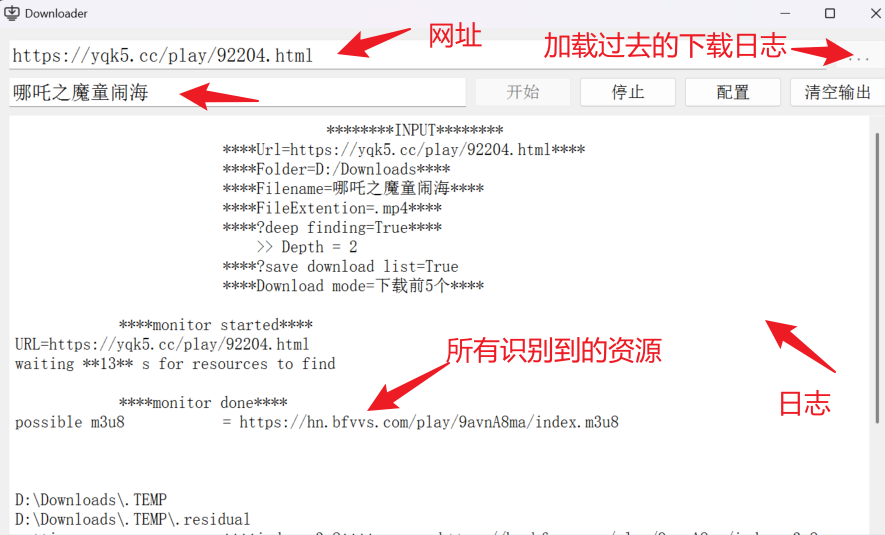 Downloader
网址
加载过去的下载日志
https://yqk5.cc/play/92204.html
...
哪吒之魔童闹海
开始 停止 配置 清空输出
********INPUT********
****Url=https://yqk5.cc/play/92204.html****
****Folder=D:/Downloads****
****Filename=哪吒之魔童闹海****
****FileExtention=.mp4****
****?deep finding=True****
>> Depth = 2
****?save download list=True
****Download mode=下载前5个****
****monitor started****
URL=https://yqk5.cc/play/92204.html
waiting **13** s for resources to find
所有识别到的资源
日志
****monitor done****
possible m3u8 = https://hn.bfvvs.com/play/9avnA8ma/index.m3u8
D:\Downloads\.TEMP
D:\Downloads\.TEMP\.residual